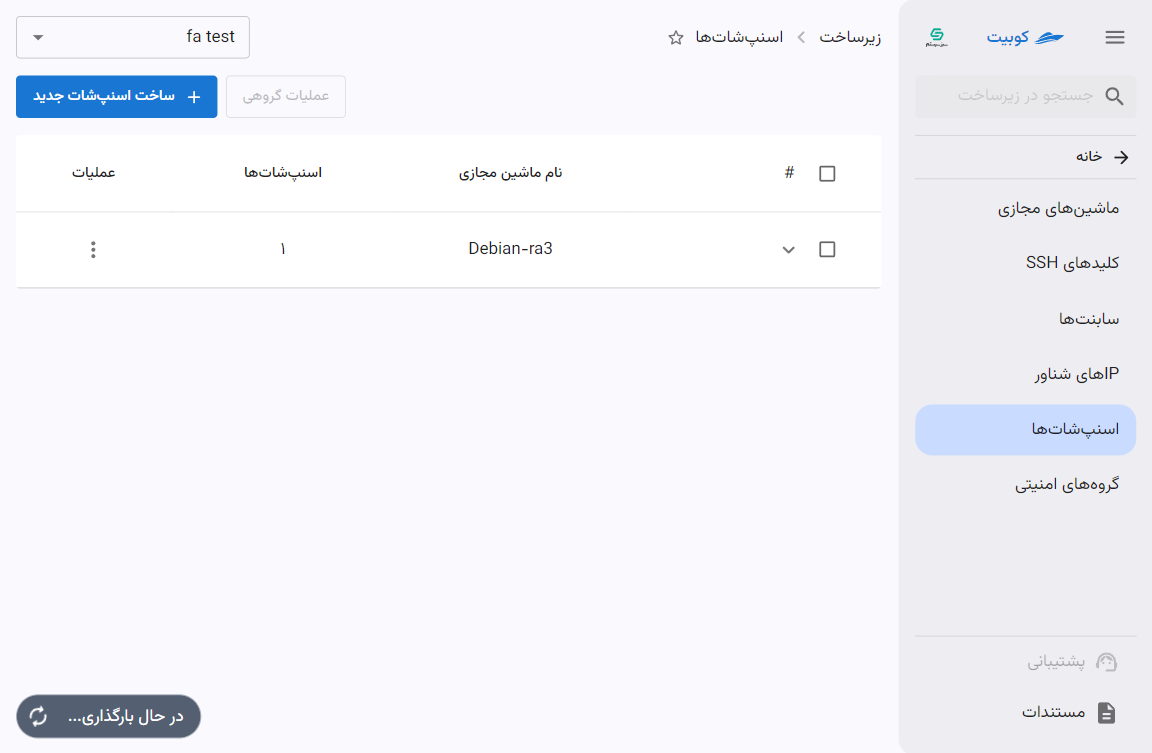 کوبیت
جستجو در زیرساخت
خانه
ماشین‌های مجازی
کلیدهای SSH
سابنت‌ها
IPهای شناور
اسنپ‌شات‌ها
گروه‌های امنیتی
پشتیبانی
مستندات
زیرساخت
اسنپ‌شات‌ها
fa test
عملیات گروهی
ساخت اسنپ‌شات جدید
# نام ماشین مجازی اسنپ‌شات‌ها عملیات
Debian-ra3 ۱
در حال بارگذاری...